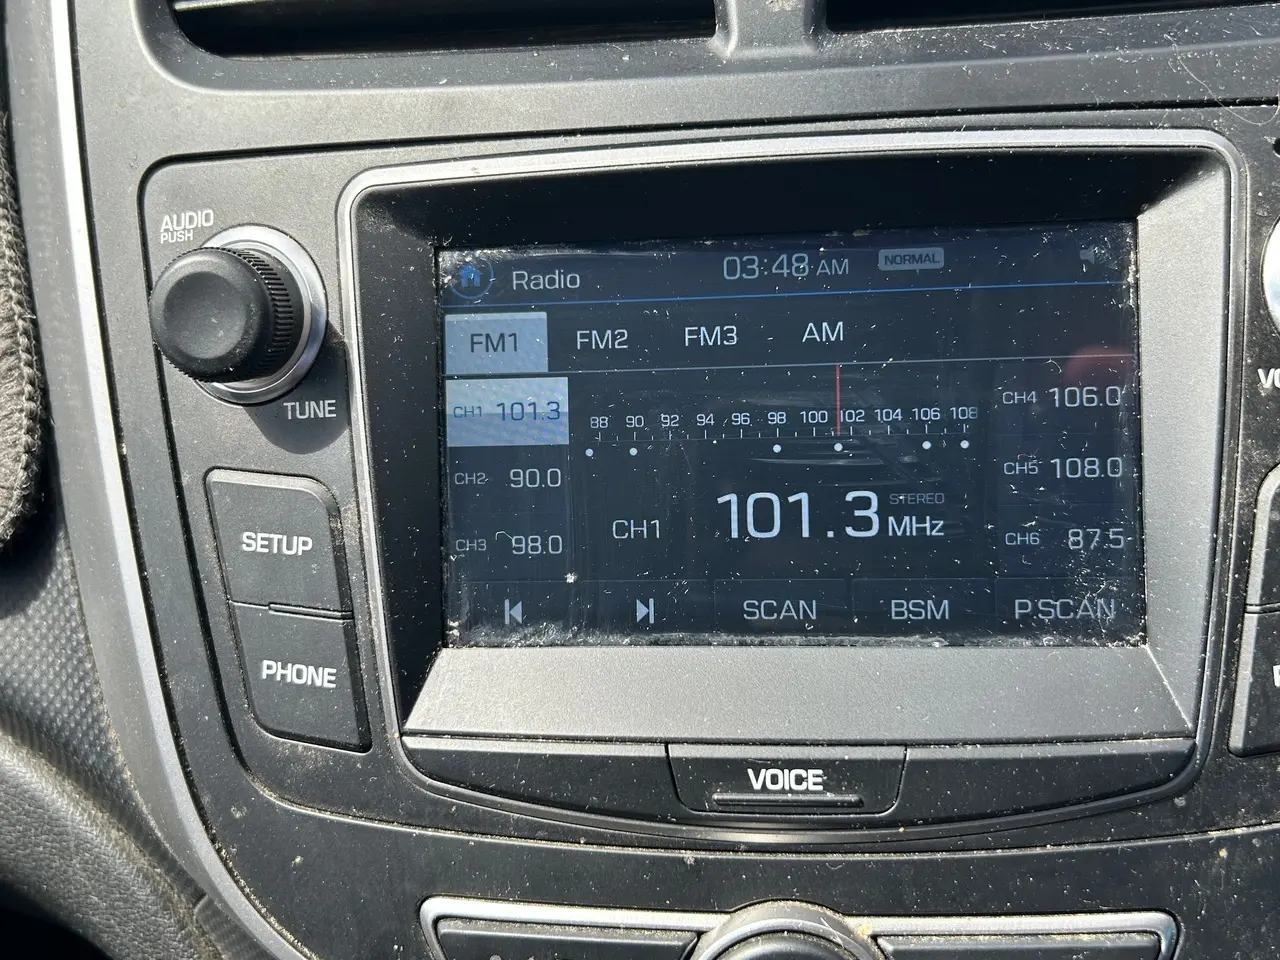 AUDIO
PUSH
TUNE
SETUP
PHONE
Radio 03:48 AM NORMAL
FM1 FM2 FM3 AM
CH1 101.3
CH2 90.0
CH3 98.0
88 90 92 94 96 98 100 102 104 106 108
CH1 101.3 STEREO MHz
CH4 106.0
CH5 108.0
CH6 87.5
SCAN BSM P.SCAN
VOICE